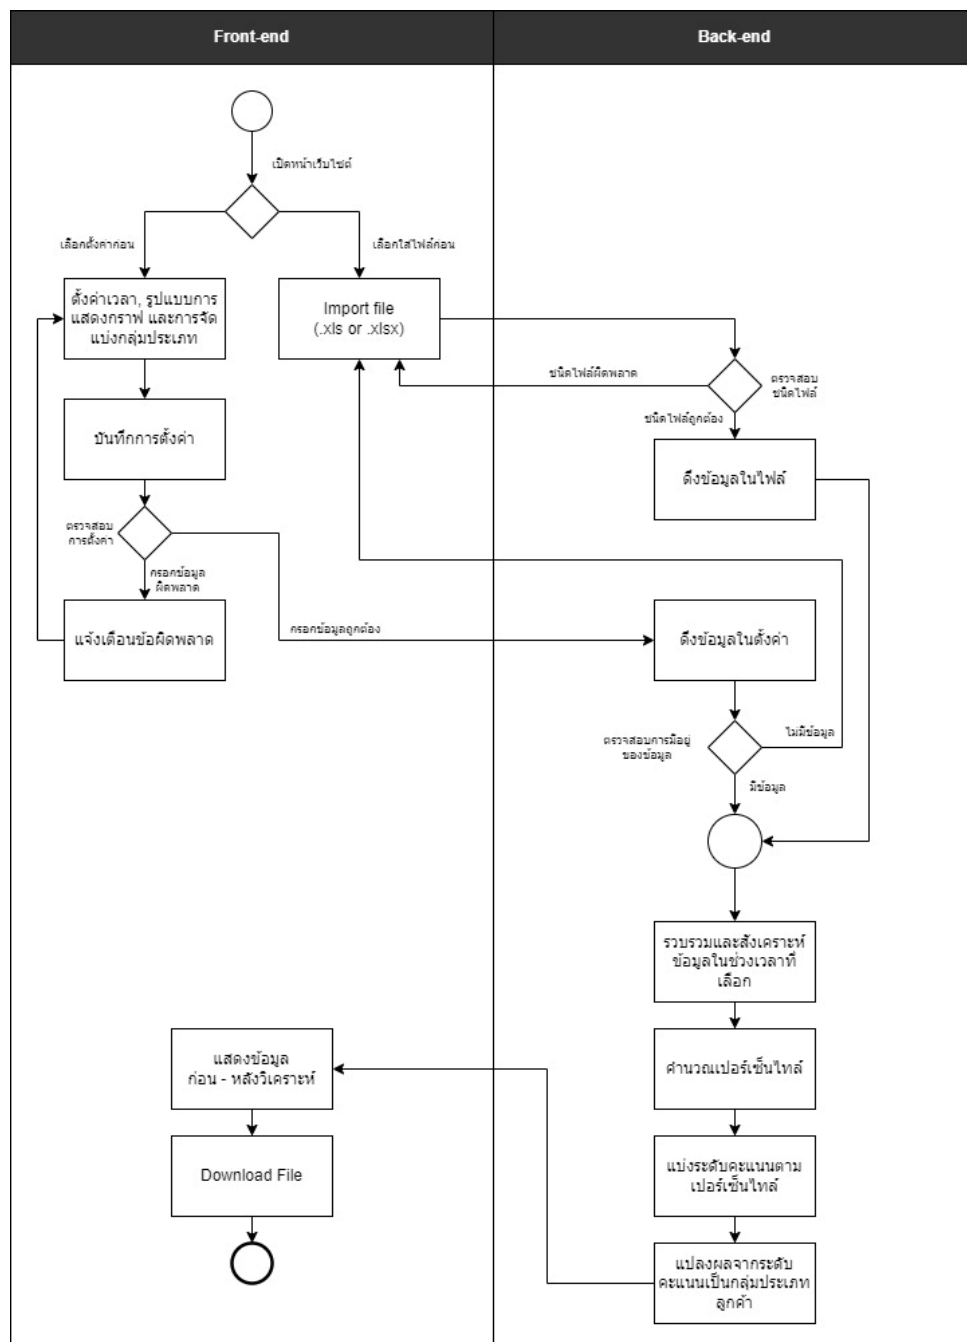 Front-end
Back-end
เปิดหน้าเว็บไซต์
เลือกตั้งค่าก่อน
เลือกใส่ไฟล์ก่อน
ตั้งค่าเวลา, รูปแบบการ
แสดงกราฟ และการจัด
แบ่งกลุ่มประเภท
Import file
(.xls or .xlsx)
ชนิดไฟล์ผิดพลาด
ตรวจสอบ
ชนิดไฟล์
ชนิดไฟล์ถูกต้อง
บันทึกการตั้งค่า
ดึงข้อมูลในไฟล์
ตรวจสอบ
การตั้งค่า
กรอกข้อมูล
ผิดพลาด
แจ้งเตือนข้อผิดพลาด
กรอกข้อมูลถูกต้อง
ดึงข้อมูลในตั้งค่า
ตรวจสอบการมีอยู่
ของข้อมูล
ไม่มีข้อมูล
มีข้อมูล
รวบรวมและสังเคราะห์
ข้อมูลในช่วงเวลาที่
เลือก
แสดงข้อมูล
ก่อน - หลังวิเคราะห์
คำนวณเปอร์เซ็นไทล์
Download File
แบ่งระดับคะแนนตาม
เปอร์เซ็นไทล์
แปลงผลจากระดับ
คะแนนเป็นกลุ่มประเภท
ลูกค้า